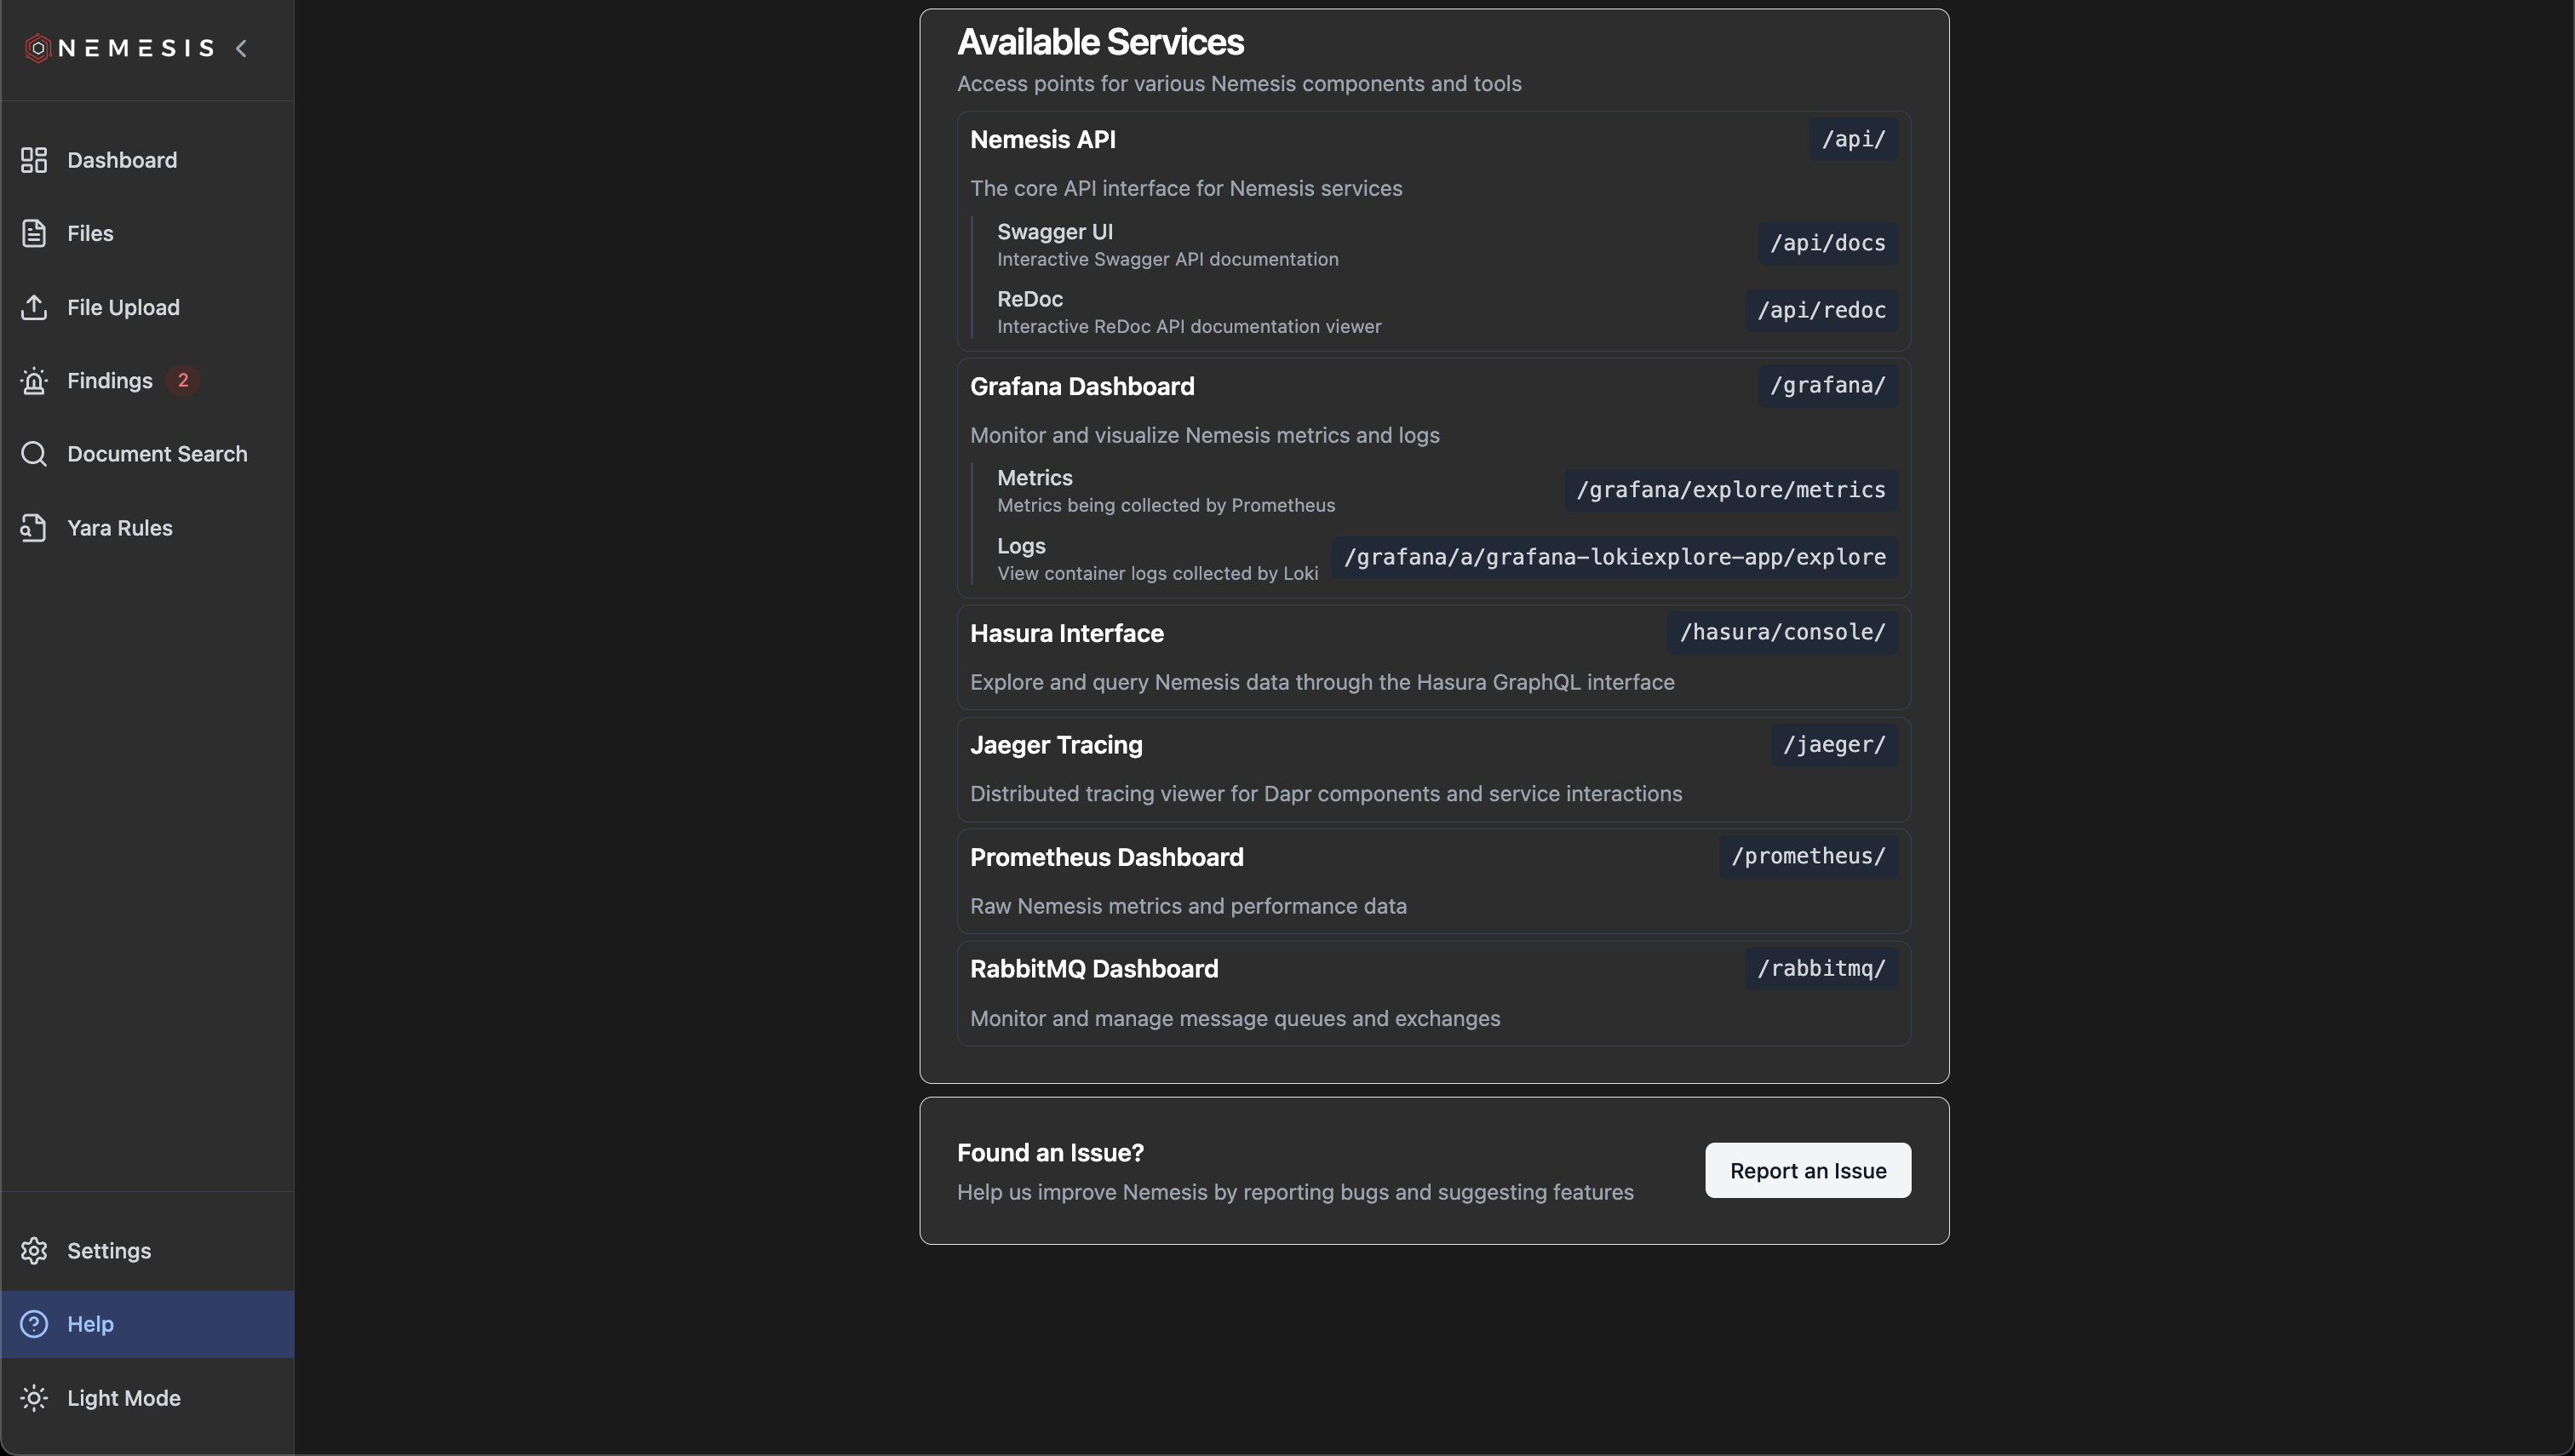 NEMESIS
Dashboard
Files
File Upload
Findings 2
Document Search
Yara Rules
Settings
Help
Light Mode
Available Services
Access points for various Nemesis components and tools
Nemesis API /api/
The core API interface for Nemesis services
Swagger UI
Interactive Swagger API documentation
/api/docs
ReDoc
Interactive ReDoc API documentation viewer
/api/redoc
Grafana Dashboard /grafana/
Monitor and visualize Nemesis metrics and logs
Metrics
Metrics being collected by Prometheus
/grafana/explore/metrics
Logs
View container logs collected by Loki
/grafana/a/grafana-lokiexplore-app/explore
Hasura Interface /hasura/console/
Explore and query Nemesis data through the Hasura GraphQL interface
Jaeger Tracing /jaeger/
Distributed tracing viewer for Dapr components and service interactions
Prometheus Dashboard /prometheus/
Raw Nemesis metrics and performance data
RabbitMQ Dashboard /rabbitmq/
Monitor and manage message queues and exchanges
Found an Issue?
Help us improve Nemesis by reporting bugs and suggesting features
Report an Issue